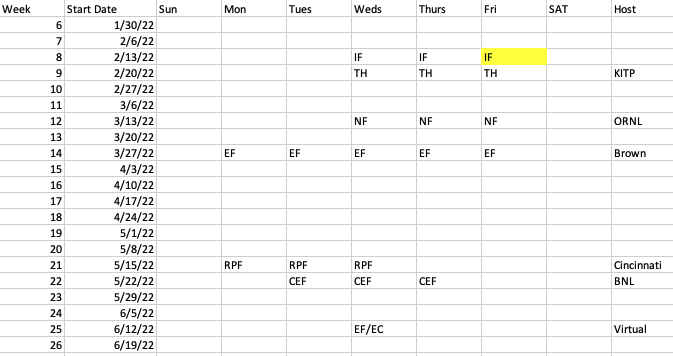 Week Start Date Sun Mon Tues Weds Thurs Fri SAT Host
6 1/30/22
7 2/6/22
8 2/13/22 IF IF IF
9 2/20/22 TH TH TH KITP
10 2/27/22
11 3/6/22
12 3/13/22 NF NF NF ORNL
13 3/20/22
14 3/27/22 EF EF EF EF EF Brown
15 4/3/22
16 4/10/22
17 4/17/22
18 4/24/22
19 5/1/22
20 5/8/22
21 5/15/22 RPF RPF RPF Cincinnati
22 5/22/22 CEF CEF CEF BNL
23 5/29/22
24 6/5/22
25 6/12/22 EF/EC Virtual
26 6/19/22